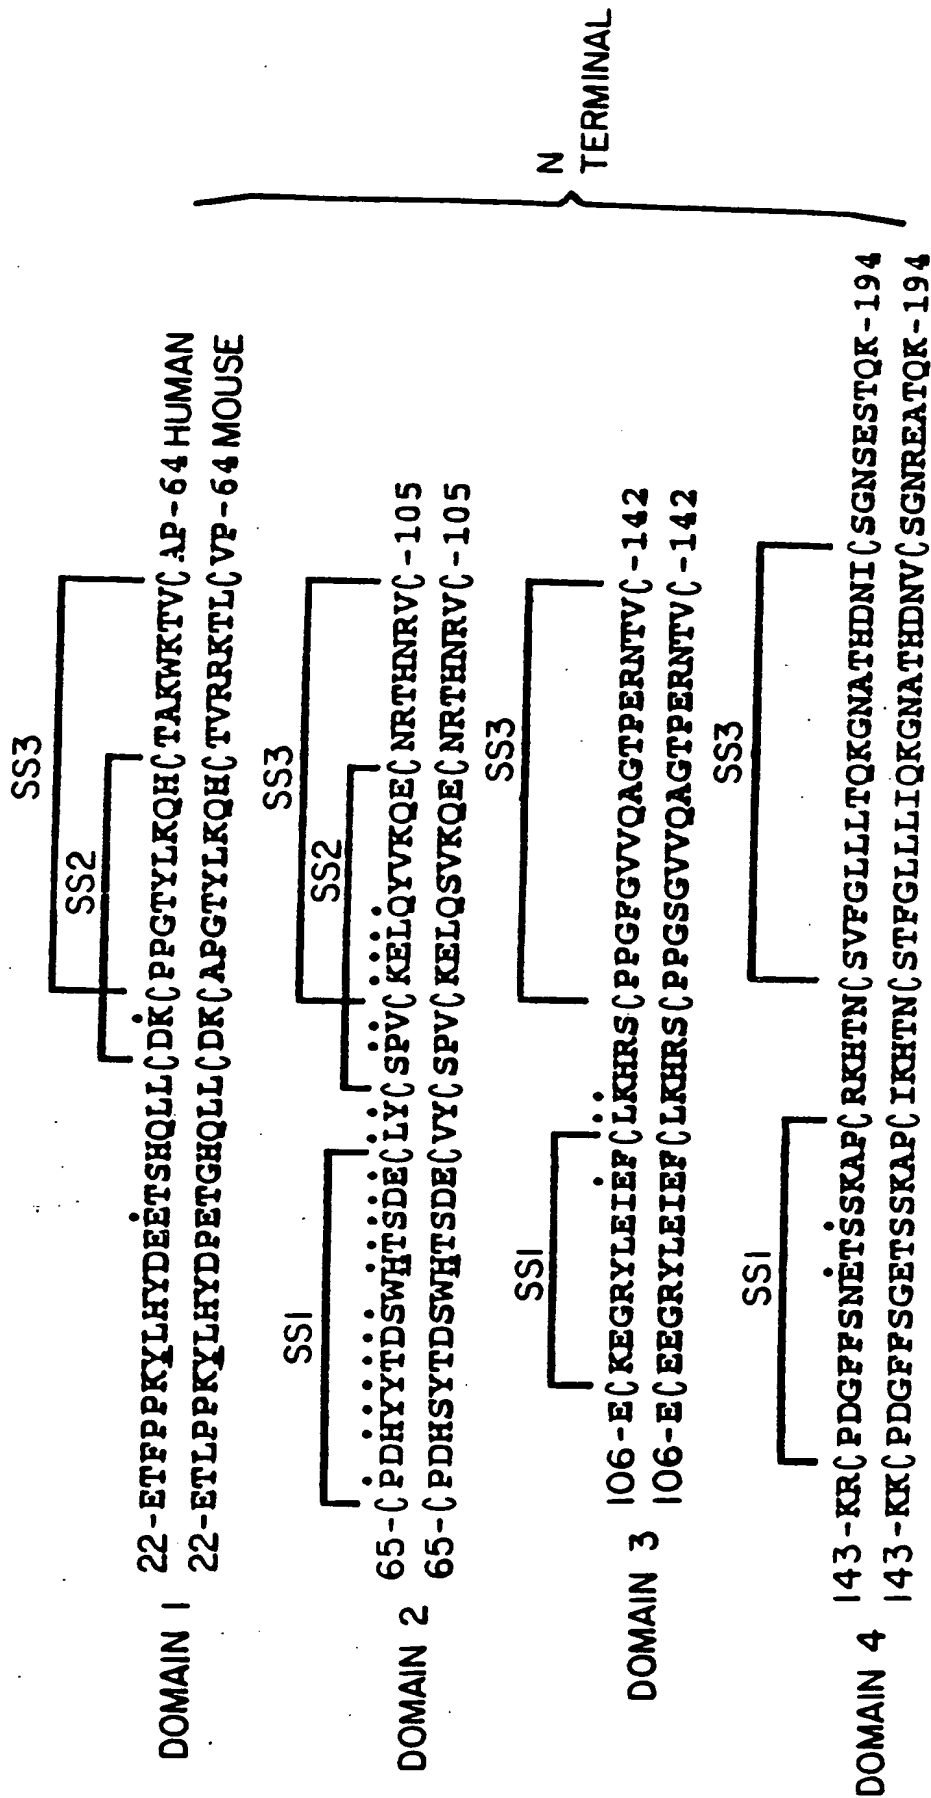 SS3
SS2
DOMAIN 1 22-ETFPPKYLHYDEETSHQLLCDKCPPGTYLKQHCTAKWKTVCAP-64 HUMAN
22-ETLPPKYLHYDPETGHQLLCDKCAPGTYLKQHCTVRRKTLCVP-64 MOUSE
SS3
SS1 SS2
DOMAIN 2 65-CPDHYYTDSWHTSDECLYCSPVCKELQYVKQECNRTHNRVC-105
65-CPDHSYTDSWHTSDECVYCSPVCKELQSVKQECNRTHNRVC-105
SS1 SS3
DOMAIN 3 106-ECKEGRYLEIEFCLKHRSCPPGFGVVQAGTPERNTVC-142
106-ECEEGRYLEIEFCLKHRSCPPGSGVVQAGTPERNTVC-142
SS1 SS3
DOMAIN 4 143-KRCPDGFFSNETSSKAPCRKHTNCSVFGLLLTQKGNATHDNICSGNSESTQK-194
143-KKCPDGFFSGETSSKAPCIKHTNCSTFGLLLIQKGNATHDNVCSGNREATQK-194
N
TERMINAL